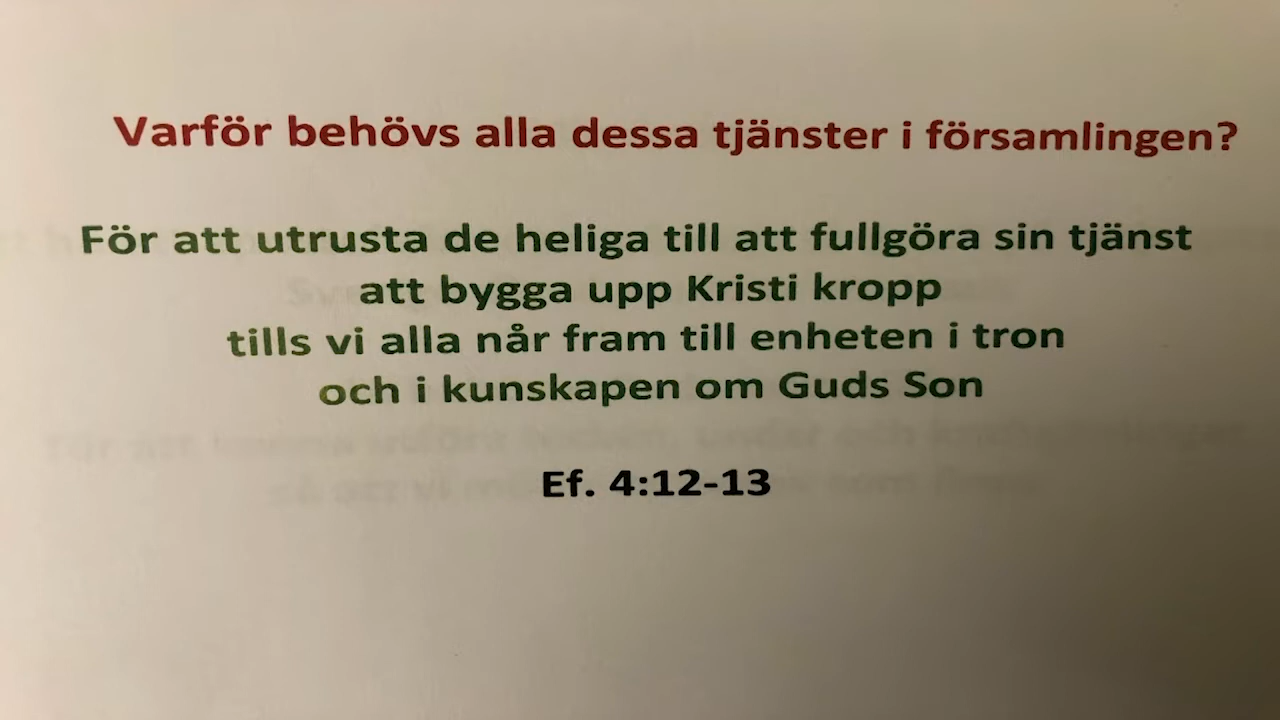 Varför behövs alla dessa tjänster i församlingen?
För att utrusta de heliga till att fullgöra sin tjänst
att bygga upp Kristi kropp
tills vi alla når fram till enheten i tron
och i kunskapen om Guds Son
Ef. 4:12-13